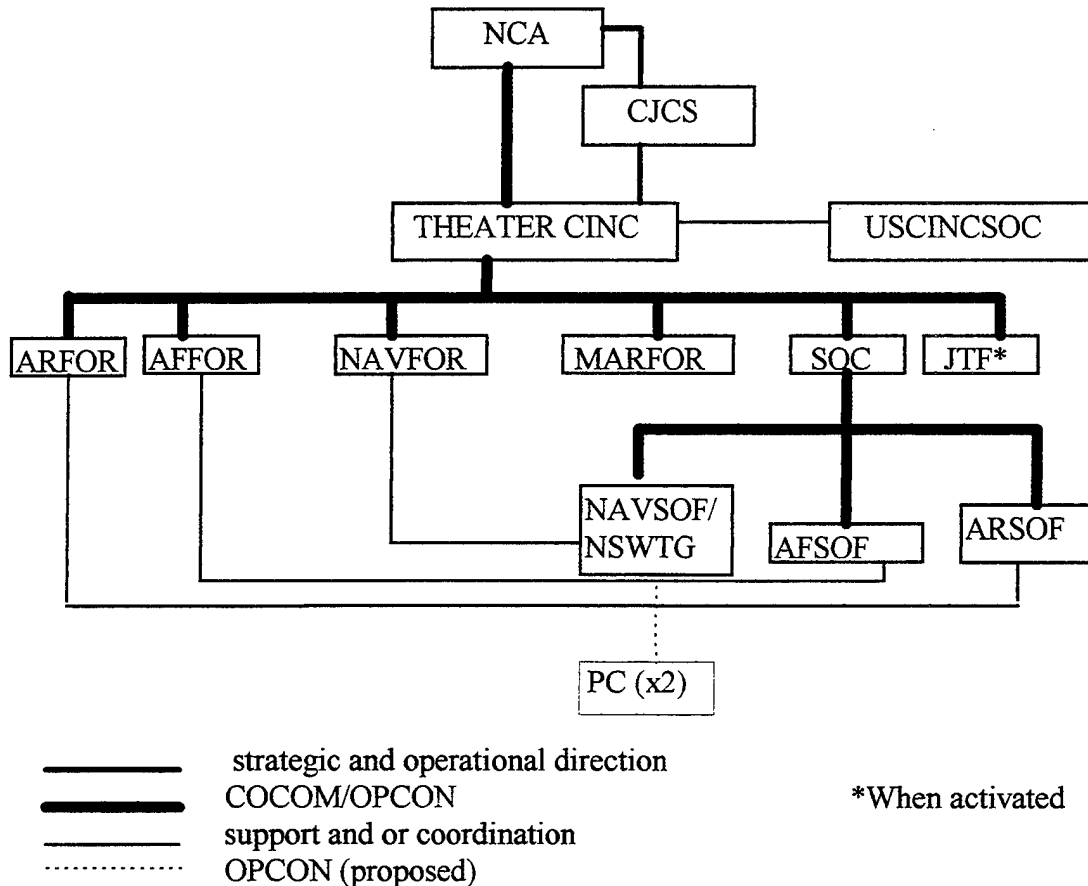 NCA
CJCS
THEATER CINC
USCINCSOC
ARFOR
AFFOR
NAVFOR
MARFOR
SOC
JTF*
NAVSOF/
NSWTG
AFSOF
ARSOF
PC (x2)
strategic and operational direction
COCOM/OPCON
*When activated
support and or coordination
OPCON (proposed)